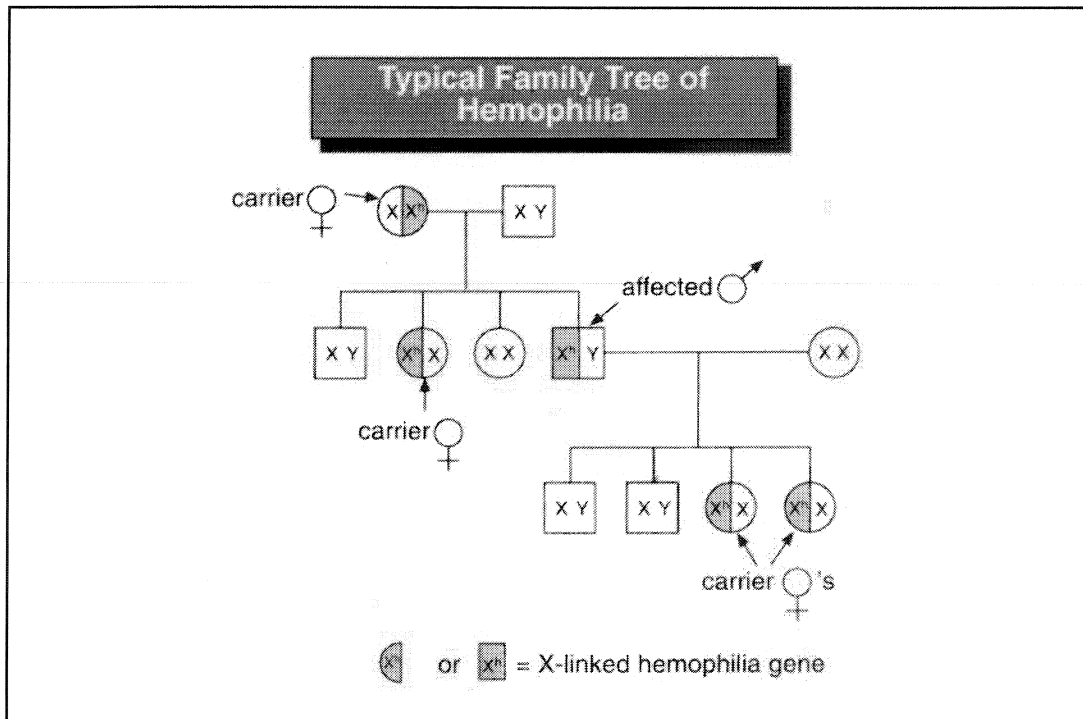 Typical Family Tree of
Hemophilia
carrier
X Xʰ
X Y
affected
X Y
Xʰ X
X X
Xʰ Y
X X
carrier
X Y
X Y
Xʰ X
Xʰ X
carrier 's
Xʰ or Xʰ = X-linked hemophilia gene